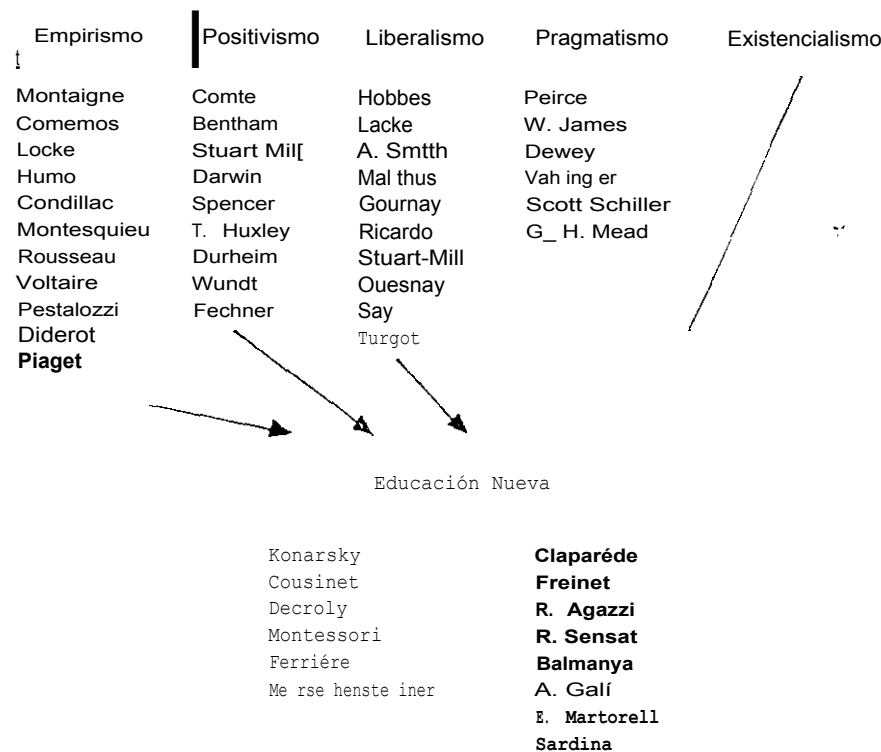 Empirismo
t
Montaigne
Comemos
Locke
Humo
Condillac
Montesquieu
Rousseau
Voltaire
Pestalozzi
Diderot
Piaget
Positivismo
Comte
Bentham
Stuart Mil[
Darwin
Spencer
T. Huxley
Durheim
Wundt
Fechner
Liberalismo
Hobbes
Lacke
A. Smtth
Mal thus
Gournay
Ricardo
Stuart-Mill
Ouesnay
Say
Turgot
Pragmatismo
Peirce
W. James
Dewey
Vah ing er
Scott Schiller
G_ H. Mead
Existencialismo
Educación Nueva
Konarsky
Cousinet
Decroly
Montessori
Ferriére
Me rse henste iner
Claparéde
Freinet
R. Agazzi
R. Sensat
Balmanya
A. Galí
E. Martorell
Sardina